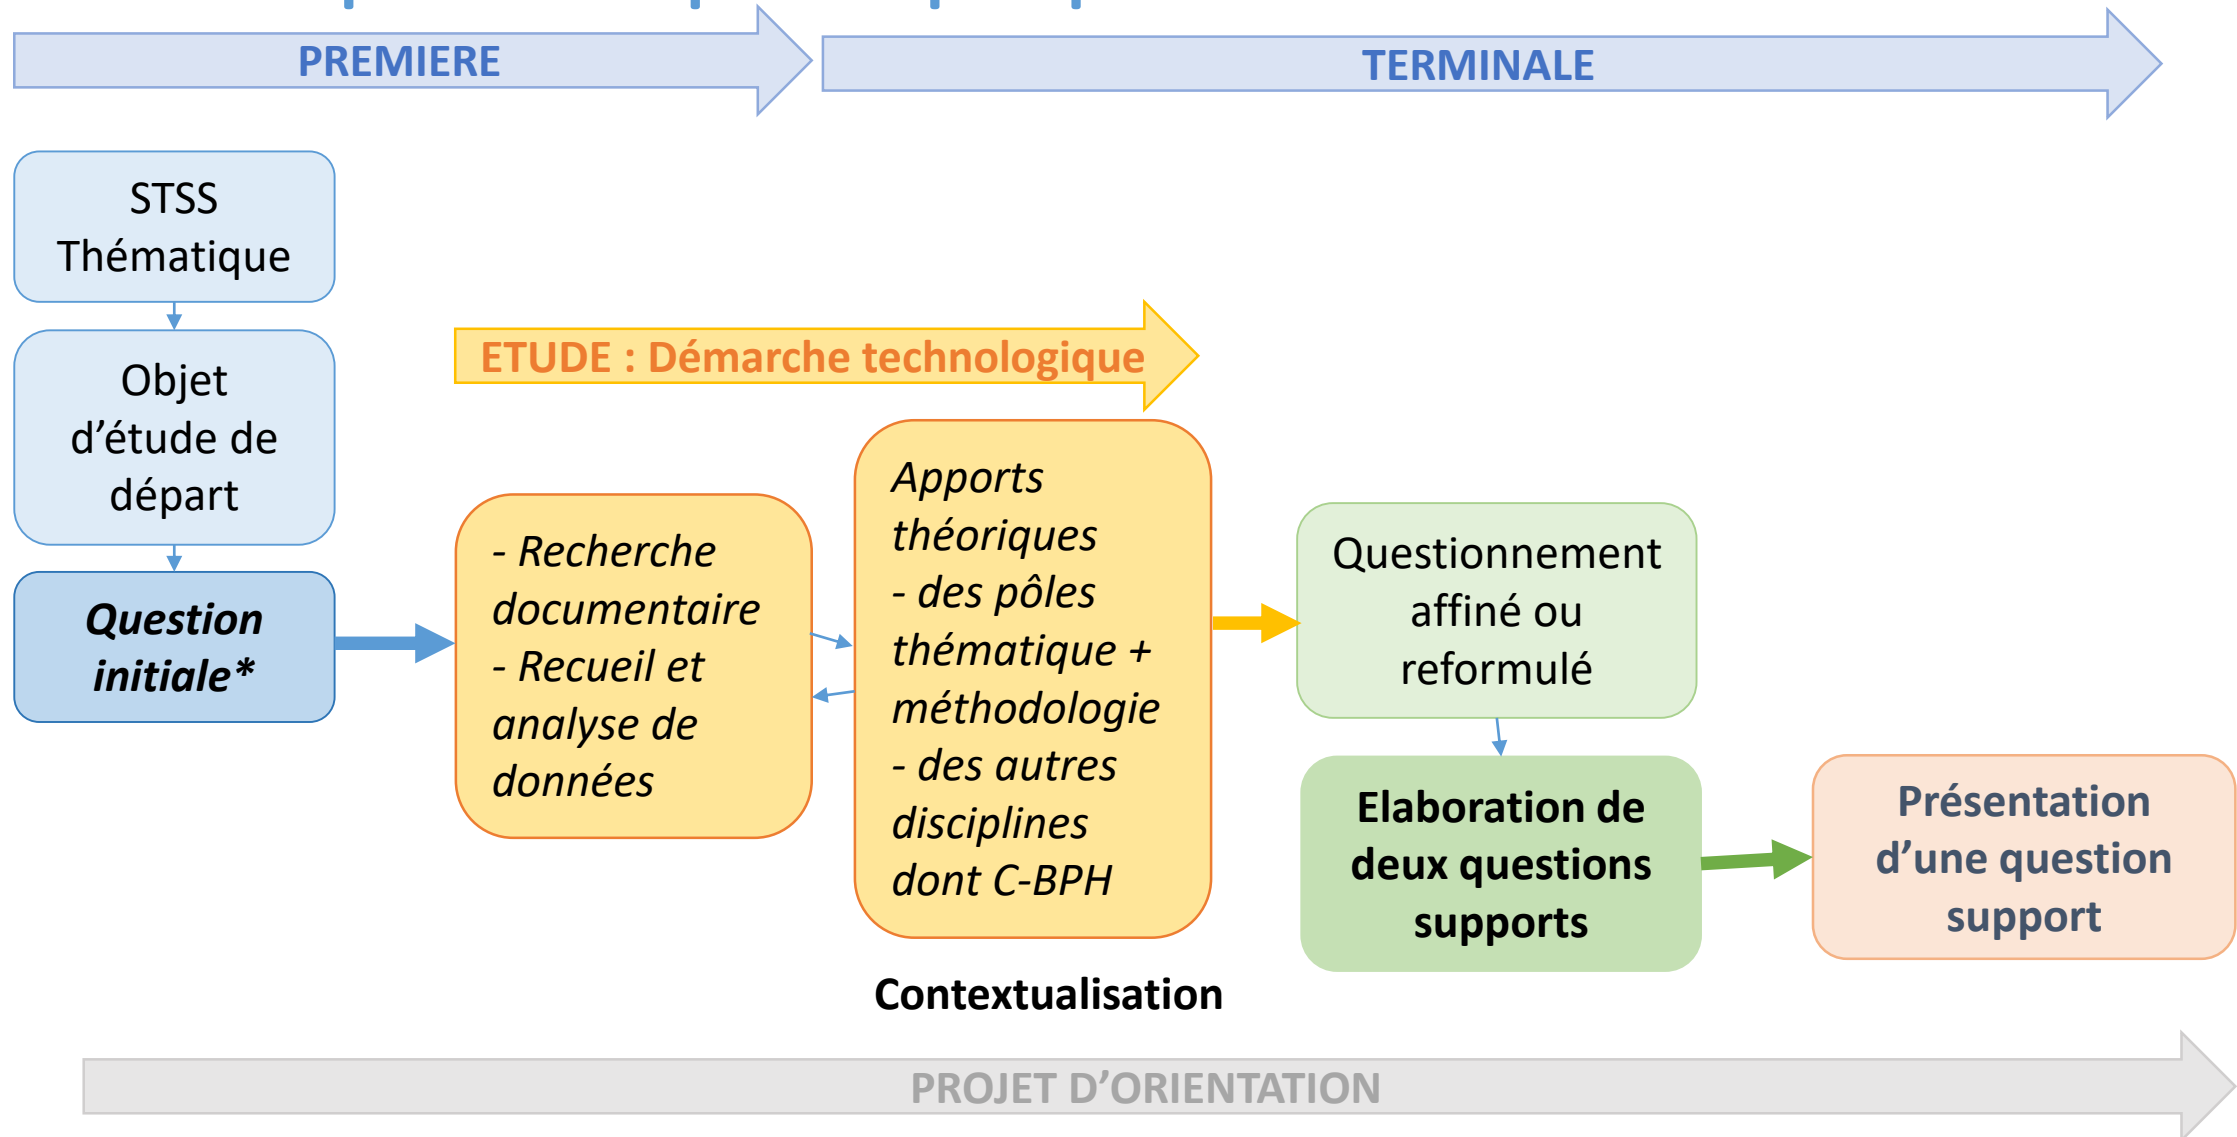 PREMIERE
TERMINALE
STSS
Thématique
Objet
d’étude de
départ
Question
initiale*
ETUDE : Démarche technologique
- Recherche
documentaire
- Recueil et
analyse de
données
Apports
théoriques
- des pôles
thématique +
méthodologie
- des autres
disciplines
dont C-BPH
Contextualisation
Questionnement
affiné ou
reformulé
Elaboration de
deux questions
supports
Présentation
d’une question
support
PROJET D’ORIENTATION